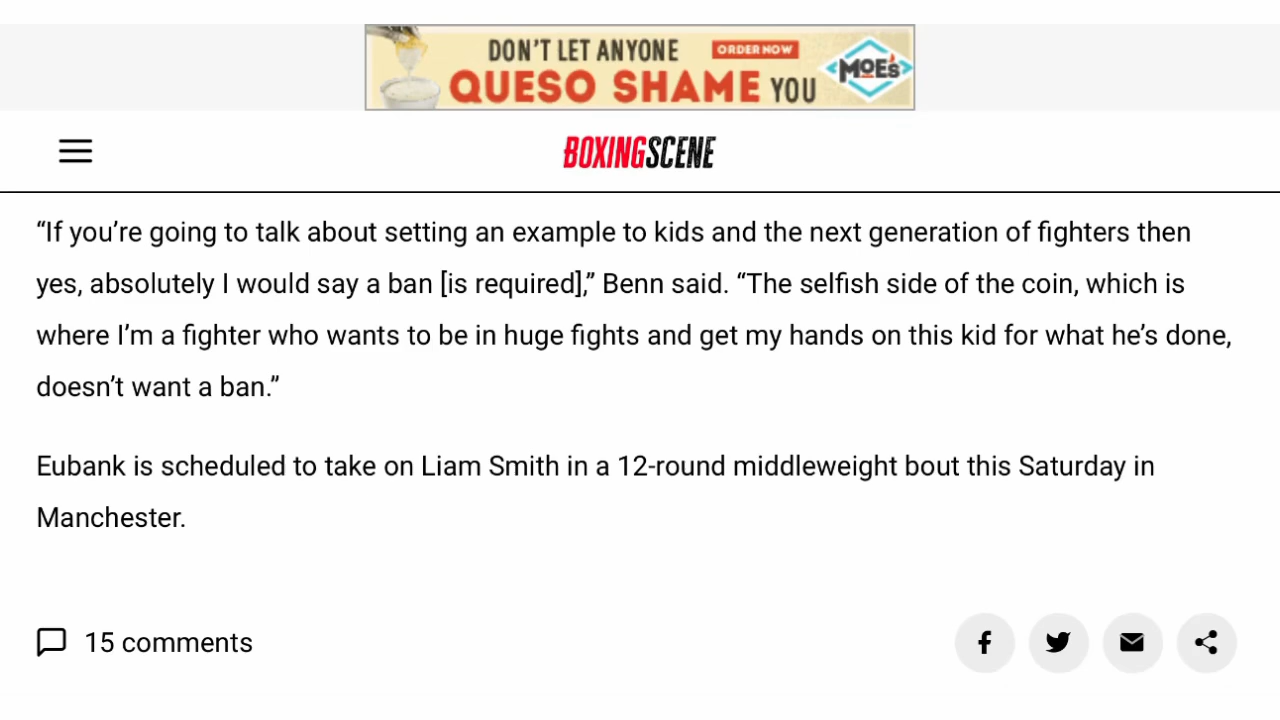 DON'T LET ANYONE ORDER NOW
QUESO SHAME YOU
MOE'S
BOXINGSCENE
“If you’re going to talk about setting an example to kids and the next generation of fighters then
yes, absolutely I would say a ban [is required],” Benn said. “The selfish side of the coin, which is
where I’m a fighter who wants to be in huge fights and get my hands on this kid for what he’s done,
doesn’t want a ban.”
Eubank is scheduled to take on Liam Smith in a 12-round middleweight bout this Saturday in
Manchester.
15 comments